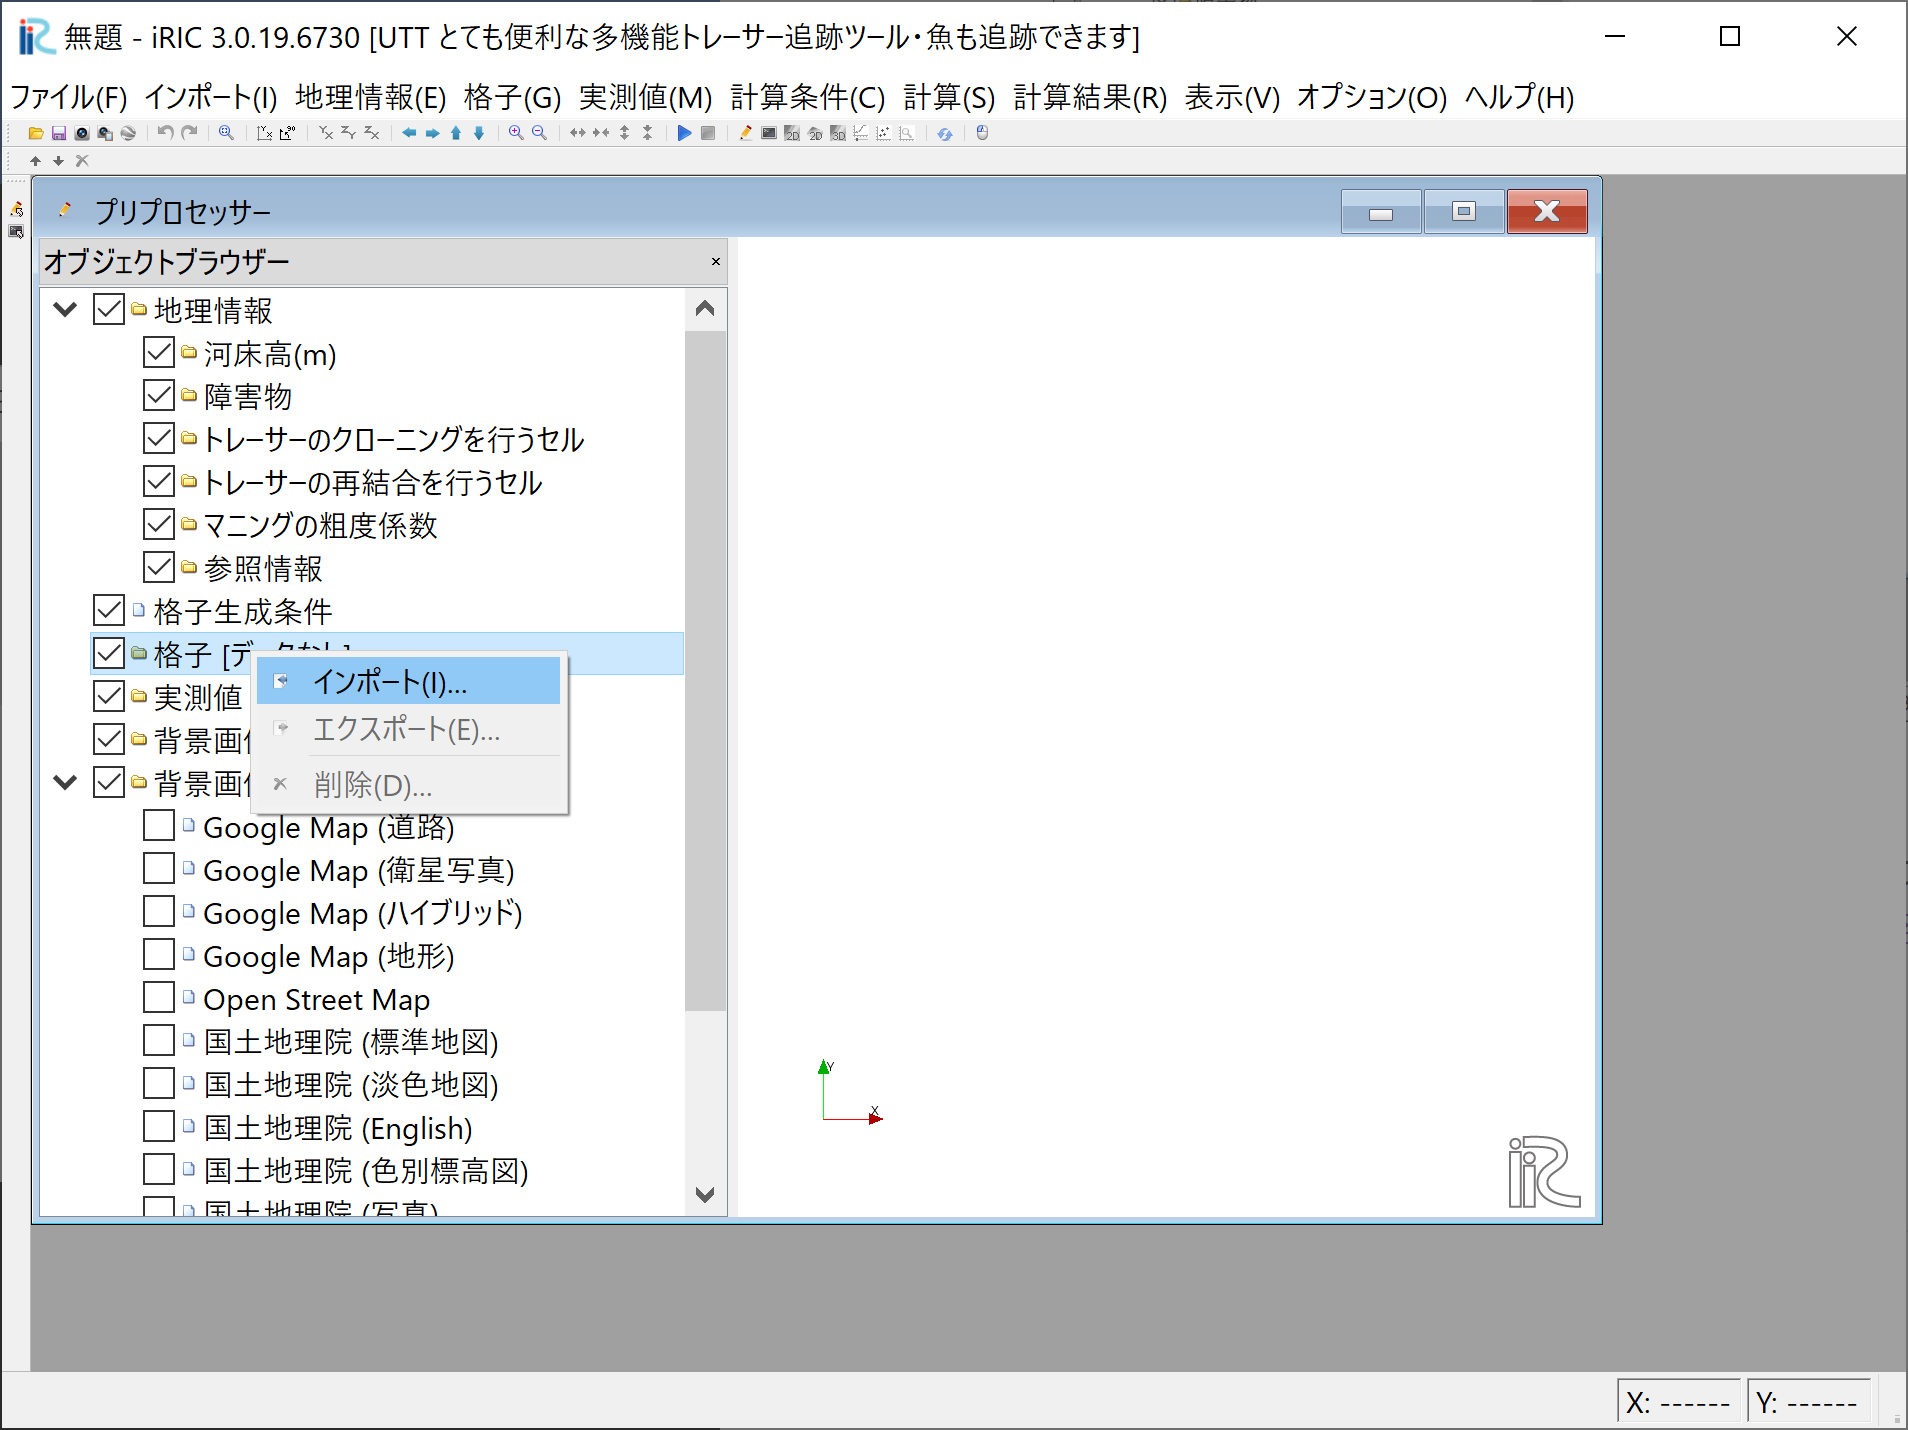 無題 - iRIC 3.0.19.6730 [UTT とても便利な多機能トレーサー追跡ツール・魚も追跡できます]
ファイル(F) インポート(I) 地理情報(E) 格子(G) 実測値(M) 計算条件(C) 計算(S) 計算結果(R) 表示(V) オプション(O) ヘルプ(H)
プリプロセッサー
オブジェクトブラウザー
地理情報
河床高(m)
障害物
トレーサーのクローニングを行うセル
トレーサーの再結合を行うセル
マニングの粗度係数
参照情報
格子生成条件
格子 [データなし]
インポート(I)...
実測値
エクスポート(E)...
背景画
背景画
削除(D)...
Google Map (道路)
Google Map (衛星写真)
Google Map (ハイブリッド)
Google Map (地形)
Open Street Map
国土地理院 (標準地図)
国土地理院 (淡色地図)
国土地理院 (English)
国土地理院 (色別標高図)
国土地理院 (写真)
Y
X
iRIC
X: ------ Y: ------